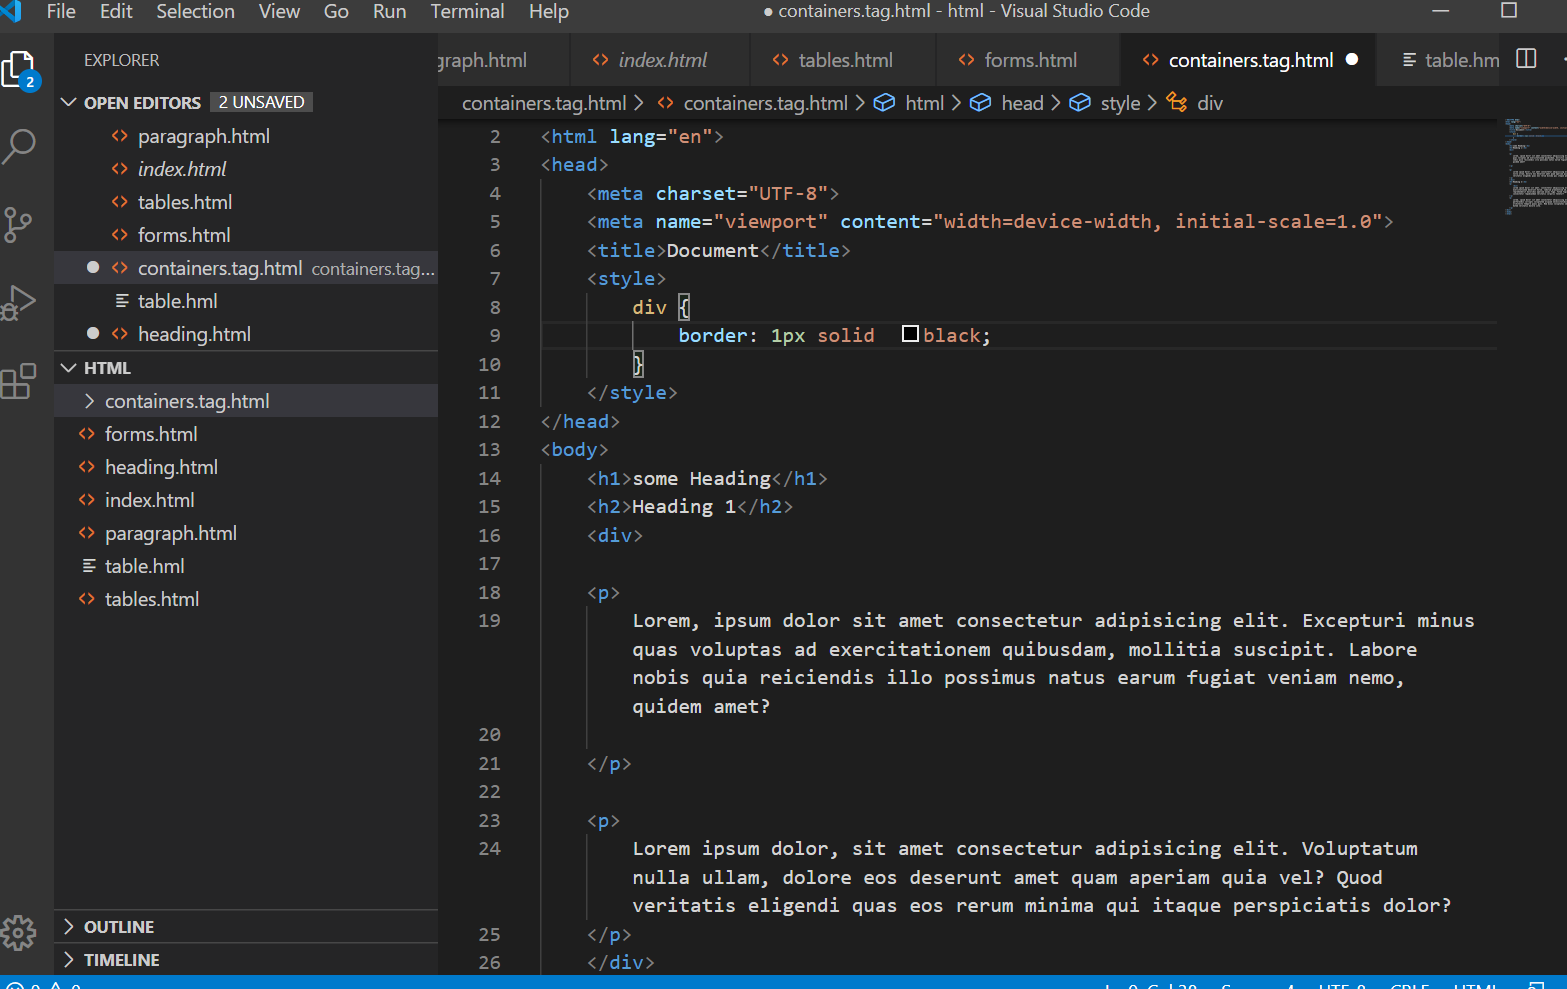 File Edit Selection View Go Run Terminal Help ● containers.tag.html - html - Visual Studio Code
EXPLORER
OPEN EDITORS 2 UNSAVED
paragraph.html
index.html
tables.html
forms.html
containers.tag.html containers.tag...
table.hml
heading.html
HTML
containers.tag.html
forms.html
heading.html
index.html
paragraph.html
table.hml
tables.html
OUTLINE
TIMELINE
2
graph.html index.html tables.html forms.html containers.tag.html table.hm
containers.tag.html > containers.tag.html > html > head > style > div
2 <html lang="en">
3 <head>
4 <meta charset="UTF-8">
5 <meta name="viewport" content="width=device-width, initial-scale=1.0">
6 <title>Document</title>
7 <style>
8 div {
9 border: 1px solid black;
10 }
11 </style>
12 </head>
13 <body>
14 <h1>some Heading</h1>
15 <h2>Heading 1</h2>
16 <div>
17
18 <p>
19 Lorem, ipsum dolor sit amet consectetur adipisicing elit. Excepturi minus
quas voluptas ad exercitationem quibusdam, mollitia suscipit. Labore
nobis quia reiciendis illo possimus natus earum fugiat veniam nemo,
quidem amet?
20
21 </p>
22
23 <p>
24 Lorem ipsum dolor, sit amet consectetur adipisicing elit. Voluptatum
nulla ullam, dolore eos deserunt amet quam aperiam quia vel? Quod
veritatis eligendi quas eos rerum minima qui itaque perspiciatis dolor?
25 </p>
26 </div>